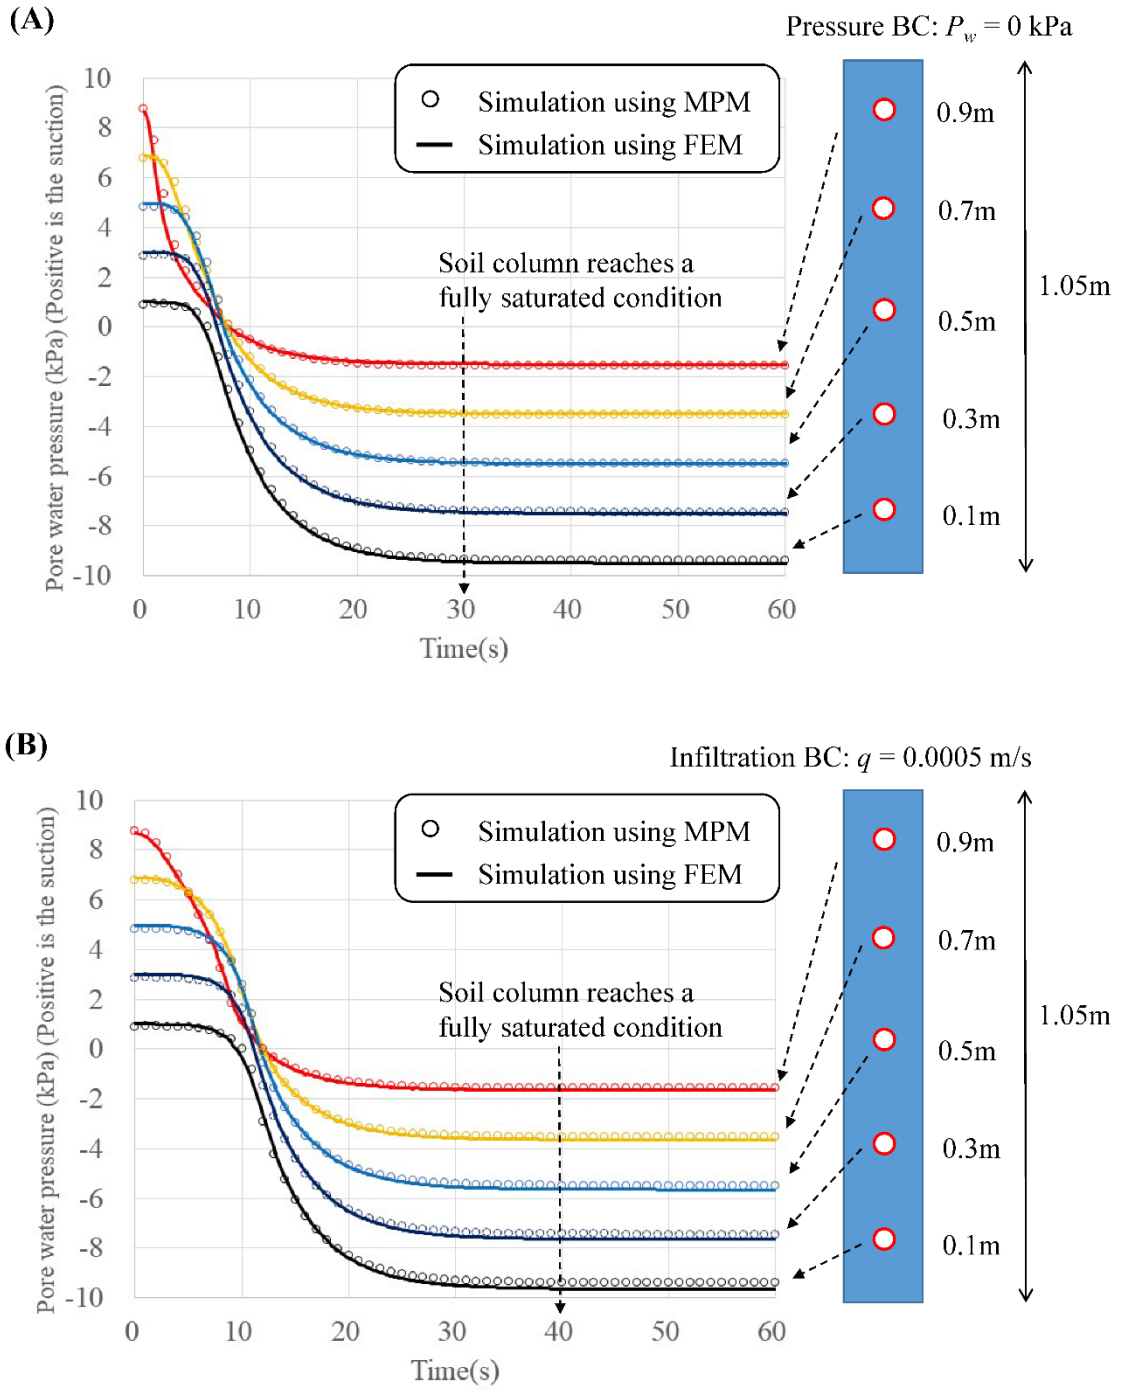 (A)
Pressure BC: Pw = 0 kPa
Pore water pressure (kPa) (Positive is the suction)
10
8
6
4
2
0
-2
-4
-6
-8
-10
Simulation using MPM
Simulation using FEM
Soil column reaches a
fully saturated condition
0 10 20 30 40 50 60
Time(s)
0.9m
0.7m
0.5m
0.3m
0.1m
1.05m
(B)
Infiltration BC: q = 0.0005 m/s
Pore water pressure (kPa) (Positive is the suction)
10
8
6
4
2
0
-2
-4
-6
-8
-10
Simulation using MPM
Simulation using FEM
Soil column reaches a
fully saturated condition
0 10 20 30 40 50 60
Time(s)
0.9m
0.7m
0.5m
0.3m
0.1m
1.05m